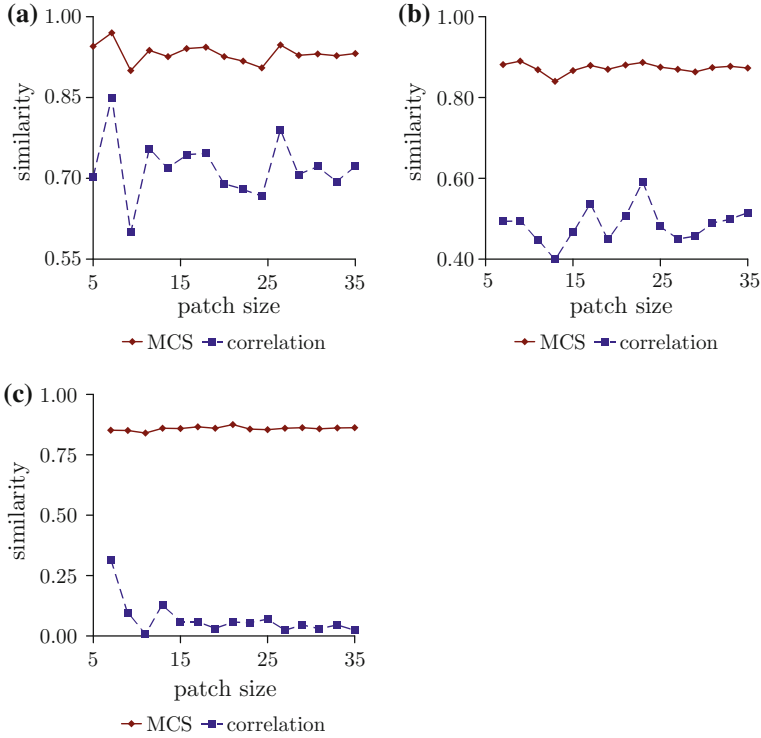 (a)
1.00
0.85
0.70
0.55
similarity
5 15 25 35
patch size
MCS correlation
(b)
1.00
0.80
0.60
0.40
similarity
5 15 25 35
patch size
MCS correlation
(c)
1.00
0.75
0.50
0.25
0.00
similarity
5 15 25 35
patch size
MCS correlation